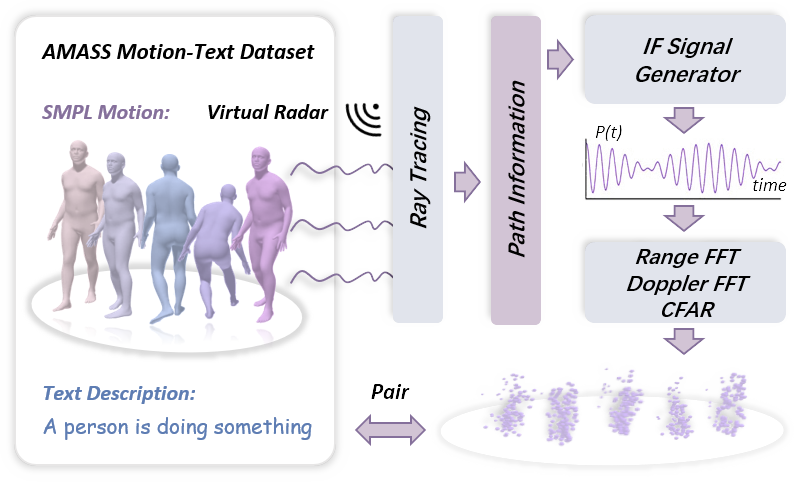 AMASS Motion-Text Dataset
SMPL Motion:
Virtual Radar
Ray Tracing
Path Information
IF Signal
Generator
P(t)
time
Range FFT
Doppler FFT
CFAR
Text Description:
A person is doing something
Pair